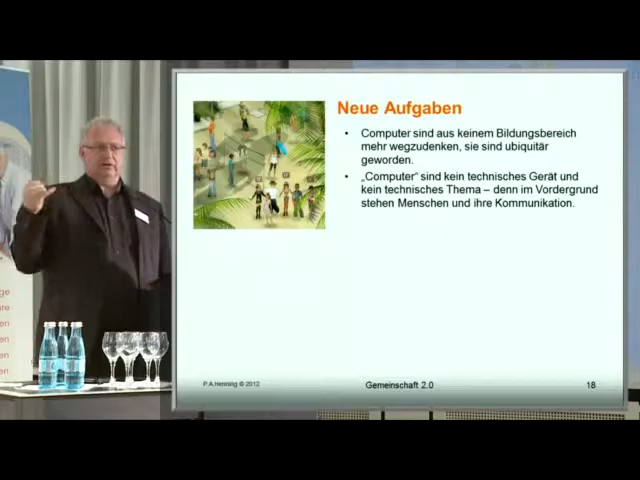 Neue Aufgaben
• Computer sind aus keinem Bildungsbereich
mehr wegzudenken, sie sind ubiquitär
geworden.
• „Computer“ sind kein technisches Gerät und
kein technisches Thema – denn im Vordergrund
stehen Menschen und ihre Kommunikation.
P.A.Henning © 2012
Gemeinschaft 2.0
18